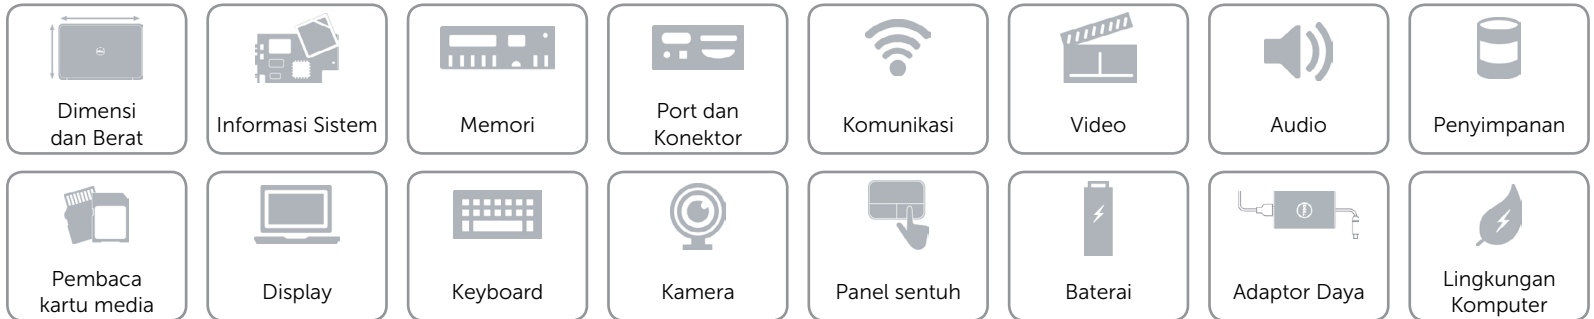 Dimensi
dan Berat
Informasi Sistem
Memori
Port dan
Konektor
Komunikasi
Video
Audio
Penyimpanan
Pembaca
kartu media
Display
Keyboard
Kamera
Panel sentuh
Baterai
Adaptor Daya
Lingkungan
Komputer